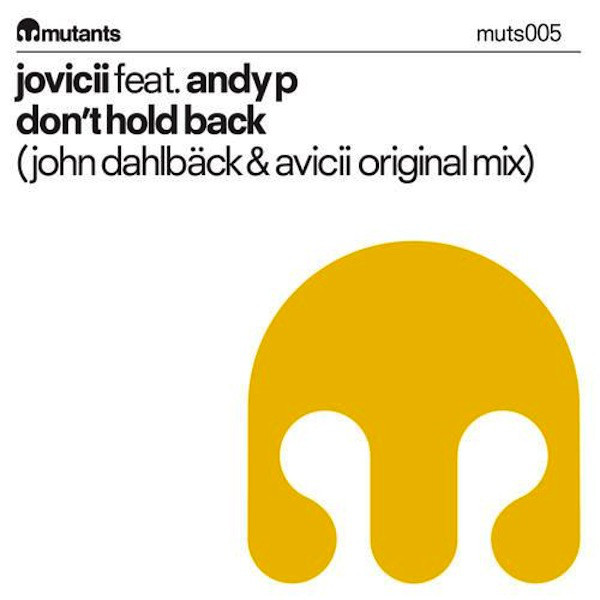 mutants muts005
jovicii feat. andy p
don't hold back
(john dahlbäck & avicii original mix)